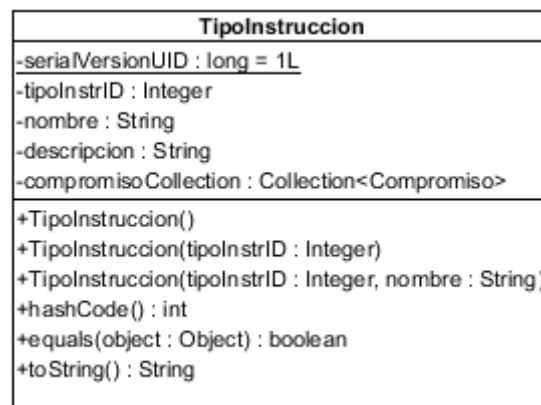 TipoInstruccion
-serialVersionUID : long = 1L
-tipoInstrID : Integer
-nombre : String
-descripcion : String
-compromisoCollection : Collection<Compromiso>
+TipoInstruccion()
+TipoInstruccion(tipoInstrID : Integer)
+TipoInstruccion(tipoInstrID : Integer, nombre : String)
+hashCode() : int
+equals(object : Object) : boolean
+toString() : String